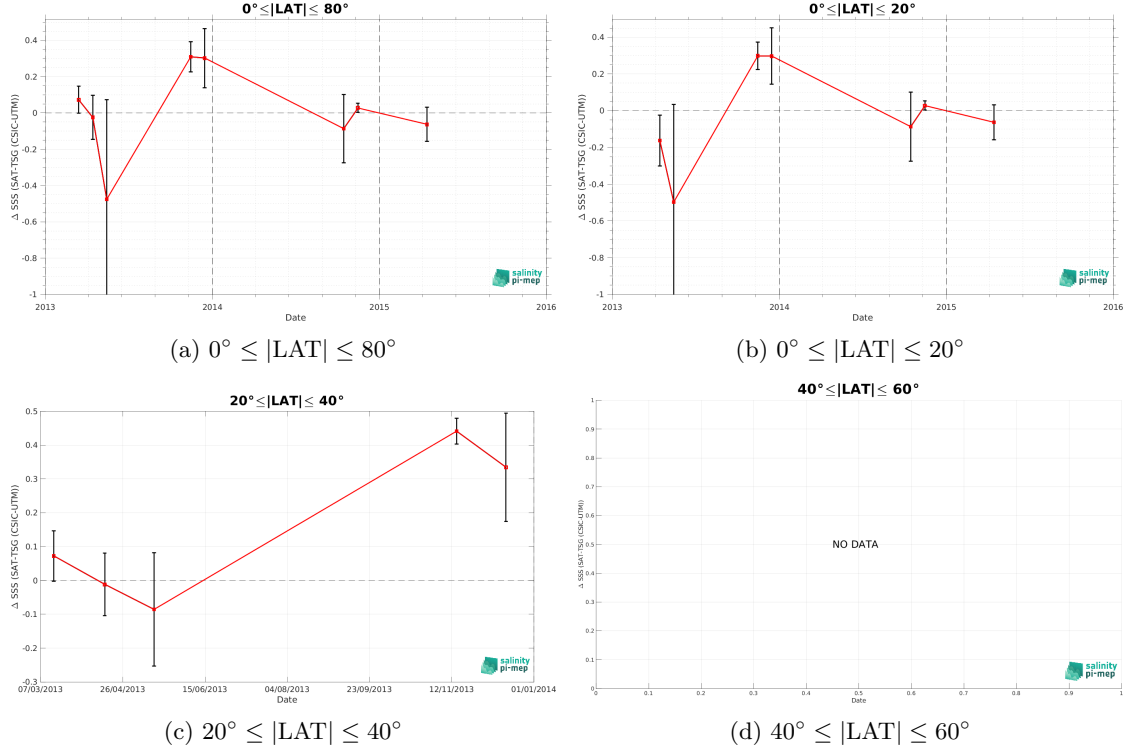 0°≤|LAT|≤ 80°
Δ SSS (SAT-TSG (CSIC-UTM))
0.4
0.2
0
-0.2
-0.4
-0.6
-0.8
-1
2013
2014
2015
2016
Date
salinity
pi-mep
(a) 0° ≤ |LAT| ≤ 80°
0°≤|LAT|≤ 20°
Δ SSS (SAT-TSG (CSIC-UTM))
0.4
0.2
0
-0.2
-0.4
-0.6
-0.8
-1
2013
2014
2015
2016
Date
salinity
pi-mep
(b) 0° ≤ |LAT| ≤ 20°
20°≤|LAT|≤ 40°
Δ SSS (SAT-TSG (CSIC-UTM))
0.5
0.4
0.3
0.2
0.1
0
-0.1
-0.2
-0.3
07/03/2013
26/04/2013
15/06/2013
04/08/2013
23/09/2013
12/11/2013
01/01/2014
Date
salinity
pi-mep
(c) 20° ≤ |LAT| ≤ 40°
40°≤|LAT|≤ 60°
Δ SSS (SAT-TSG (CSIC-UTM))
1
0.9
0.8
0.7
0.6
0.5
0.4
0.3
0.2
0.1
0
NO DATA
0
0.1
0.2
0.3
0.4
0.5
0.6
0.7
0.8
0.9
1
Date
salinity
pi-mep
(d) 40° ≤ |LAT| ≤ 60°